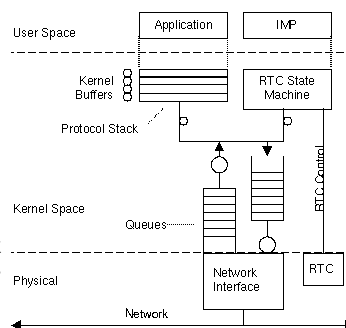 Application
IMP
User Space
Kernel
Buffers
RTC State
Machine
Protocol Stack
RTC Control
Kernel Space
Queues
Physical
Network
Interface
RTC
Network